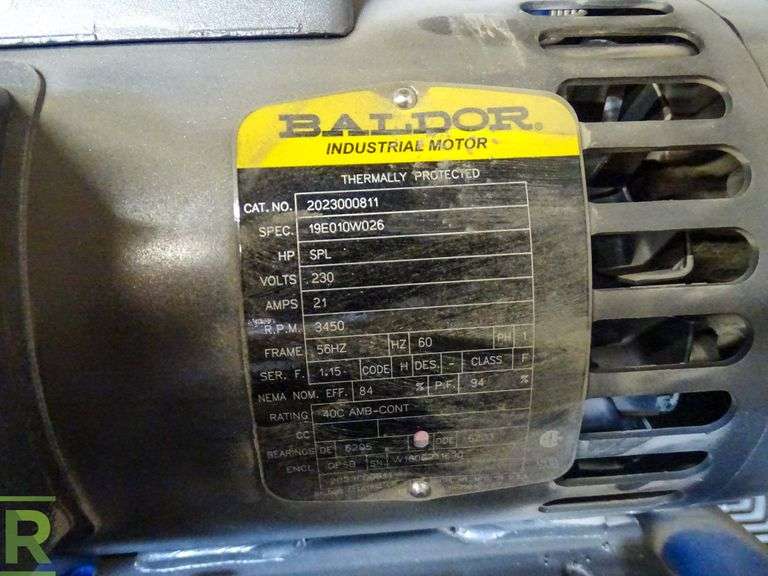 BALDOR®
INDUSTRIAL MOTOR
THERMALLY PROTECTED
CAT. NO. 2023000811
SPEC. 19E010W026
HP SPL
VOLTS 230
AMPS 21
R.P.M. 3450
FRAME 56HZ HZ 60 PH 1
SER. F. 1.15 CODE H DES. - CLASS F
NEMA NOM. EFF. 84 % P.F. 94 %
RATING 40C AMB-CONT
CC
BEARINGS DE 6205 ODE
ENCL. SN
R